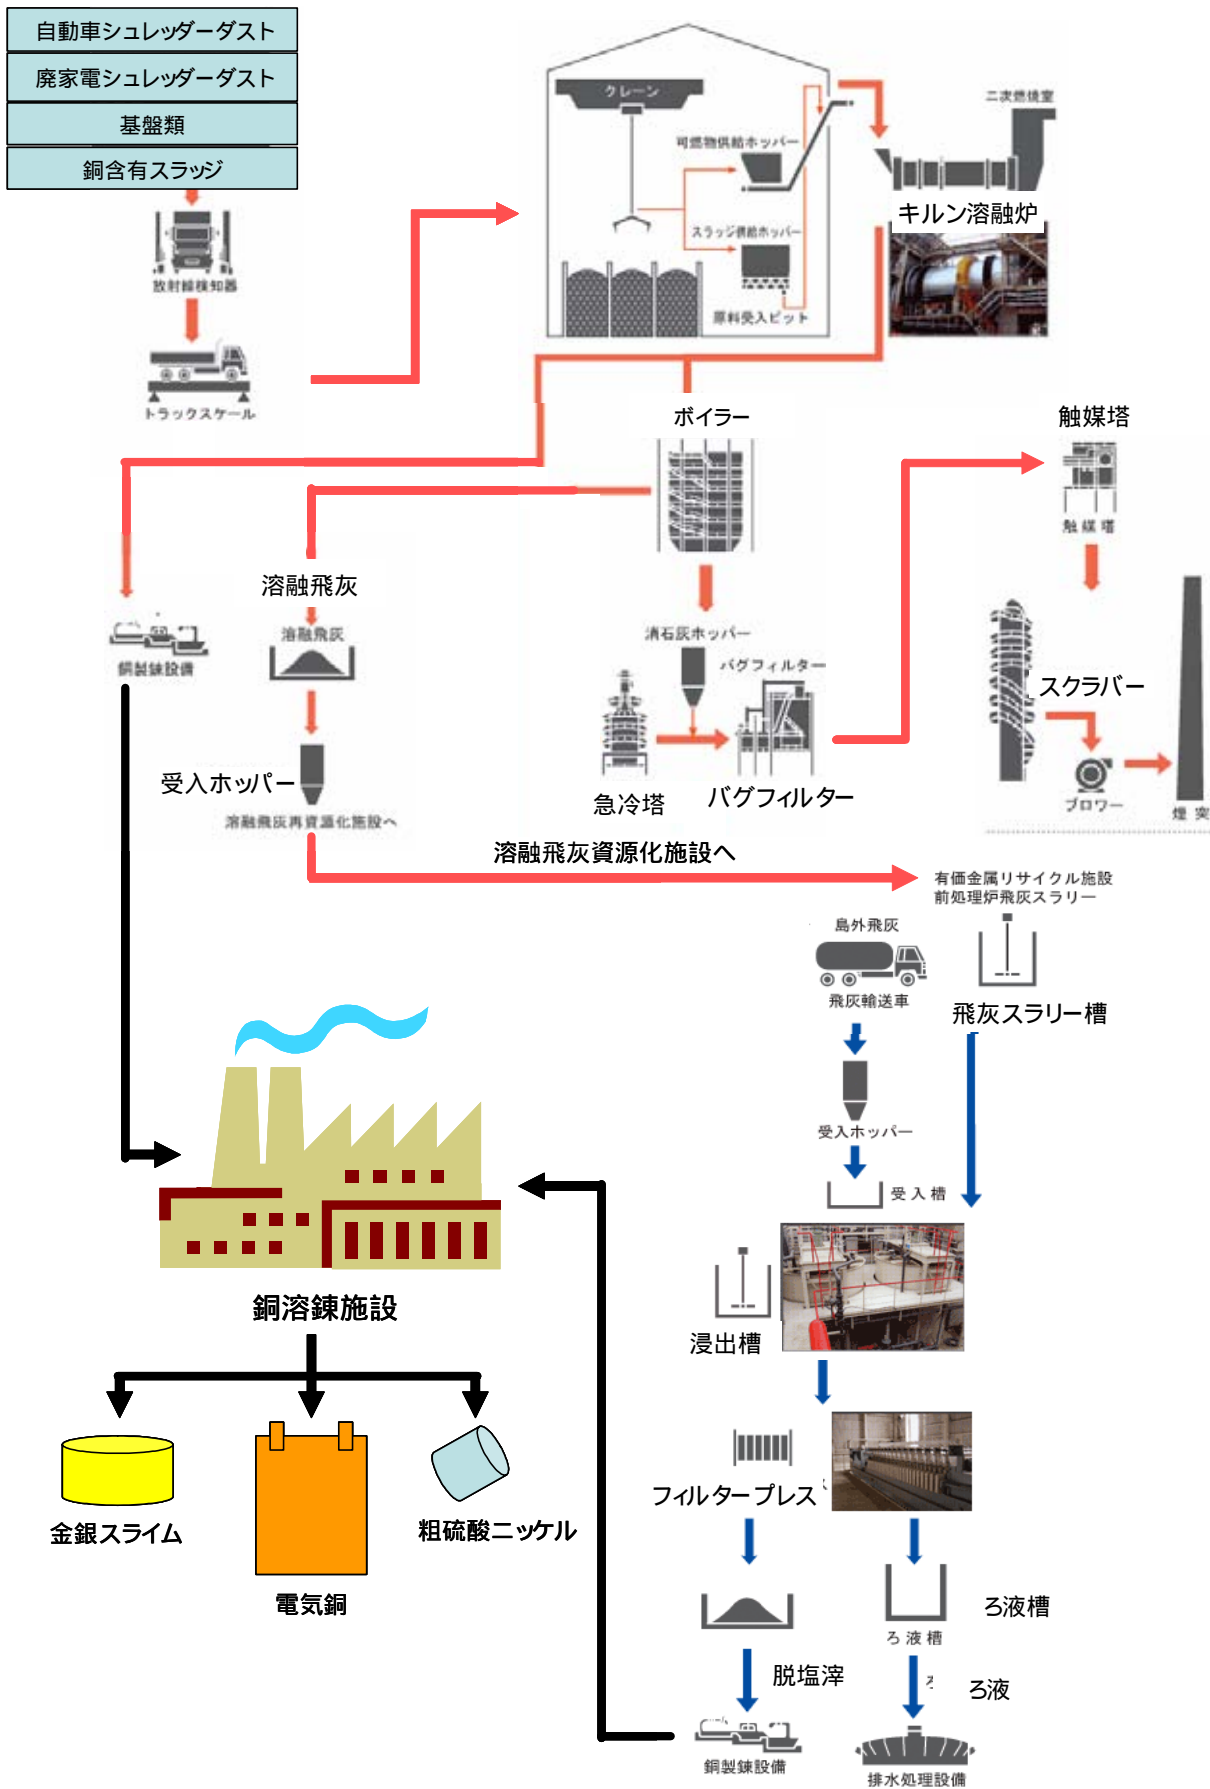 自動車シュレッダーダスト
廃家電シュレッダーダスト
基盤類
銅含有スラッジ
放射線検知器
トラックスケール
クレーン
可燃物供給ホッパー
スラッジ供給ホッパー
原料受入ピット
二次燃焼室
キルン溶融炉
ボイラー
触媒塔
触媒塔
溶融飛灰
溶融飛灰
銅製錬設備
消石灰ホッパー
バグフィルター
スクラバー
受入ホッパー
急冷塔
バグフィルター
ブロワー
煙突
溶融飛灰再資源化施設へ
溶融飛灰資源化施設へ
有価金属リサイクル施設
前処理炉飛灰スラリー
島外飛灰
飛灰輸送車
飛灰スラリー槽
受入ホッパー
受入槽
銅溶錬施設
浸出槽
フィルタープレス
金銀スライム
粗硫酸ニッケル
電気銅
ろ液槽
ろ液槽
脱塩滓
ろ液
銅製錬設備
排水処理設備